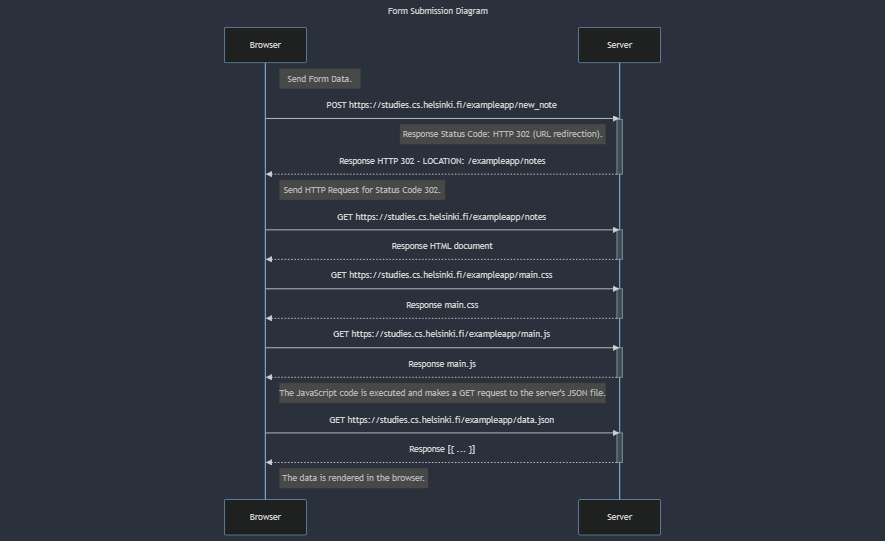 Form Submission Diagram
Browser
Server
Send Form Data.
POST https://studies.cs.helsinki.fi/exampleapp/new_note
Response Status Code: HTTP 302 (URL redirection).
Response HTTP 302 - LOCATION: /exampleapp/notes
Send HTTP Request for Status Code 302.
GET https://studies.cs.helsinki.fi/exampleapp/notes
Response HTML document
GET https://studies.cs.helsinki.fi/exampleapp/main.css
Response main.css
GET https://studies.cs.helsinki.fi/exampleapp/main.js
Response main.js
The JavaScript code is executed and makes a GET request to the server's JSON file.
GET https://studies.cs.helsinki.fi/exampleapp/data.json
Response [{ ... }]
The data is rendered in the browser.
Browser
Server